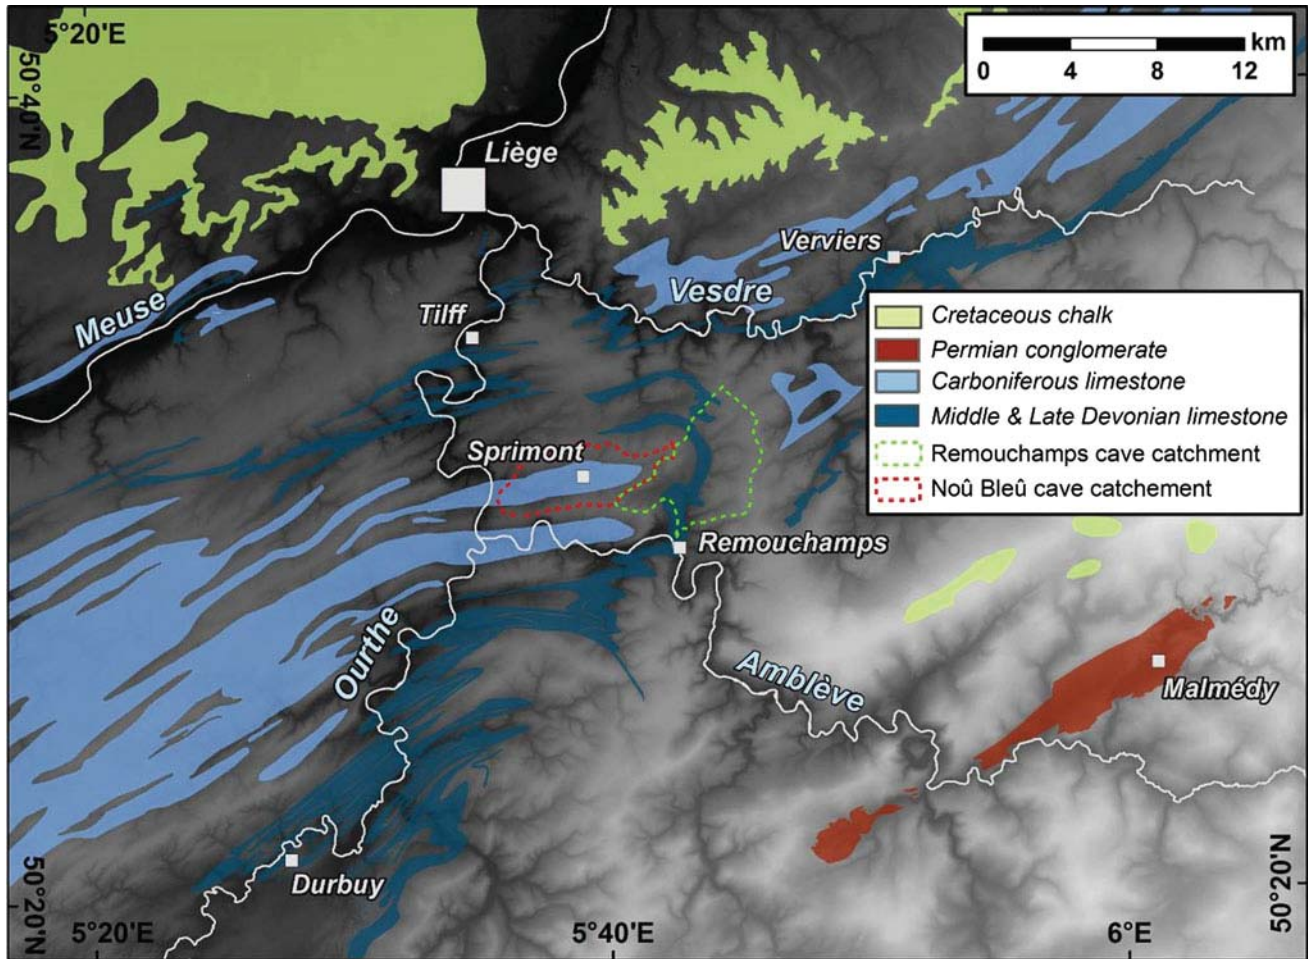 5°20'E
km
0 4 8 12
50°40'N
Liège
Verviers
Vesdre
Meuse
Tilff
Cretaceous chalk
Permian conglomerate
Carboniferous limestone
Middle & Late Devonian limestone
Remouchamps cave catchment
Noû Bleû cave catchement
Sprimont
Remouchamps
Ourthe
Amblève
Malmédy
Durbuy
50°20'N
50°20'N
5°20'E
5°40'E
6°E